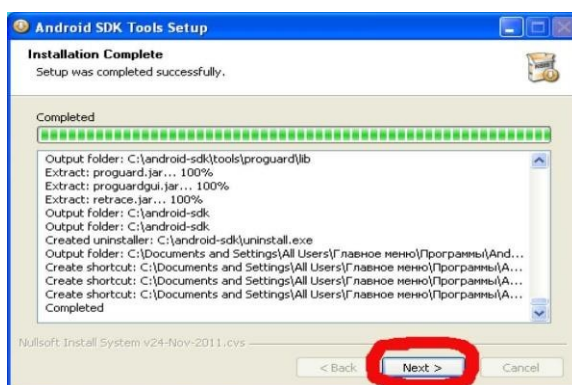 Android SDK Tools Setup
Installation Complete
Setup was completed successfully.
Completed
Output folder: C:\android-sdk\tools\proguard\lib
Extract: proguard.jar... 100%
Extract: proguardgui.jar... 100%
Extract: retrace.jar... 100%
Output folder: C:\android-sdk
Output folder: C:\android-sdk
Created uninstaller: C:\android-sdk\uninstall.exe
Output folder: C:\Documents and Settings\All Users\Главное меню\Программы\And...
Create shortcut: C:\Documents and Settings\All Users\Главное меню\Программы\A...
Create shortcut: C:\Documents and Settings\All Users\Главное меню\Программы\A...
Create shortcut: C:\Documents and Settings\All Users\Главное меню\Программы\A...
Completed
Nullsoft Install System v24-Nov-2011.cvs
< Back Next > Cancel